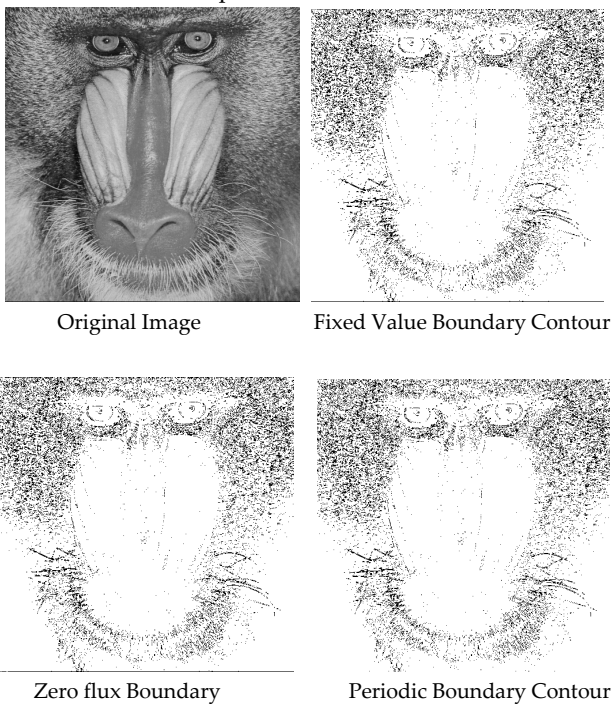 Original Image
Fixed Value Boundary Contour
Zero flux Boundary
Periodic Boundary Contour